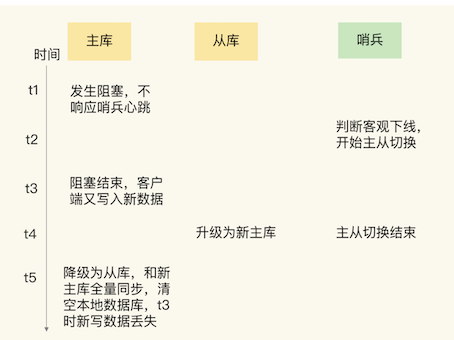 主库
从库
哨兵
时间
t1
发生阻塞，不
响应哨兵心跳
t2
判断客观下线，
开始主从切换
t3
阻塞结束，客户
端又写入新数据
t4
升级为新主库
主从切换结束
t5
降级为从库，和新
主库全量同步，清
空本地数据库，t3
时新写数据丢失